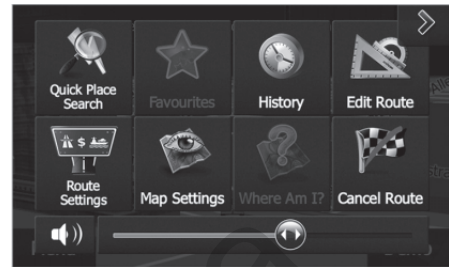 Quick Place
Search
Favourites
History
Edit Route
$
Route
Settings
Map Settings
Where Am I?
Cancel Route